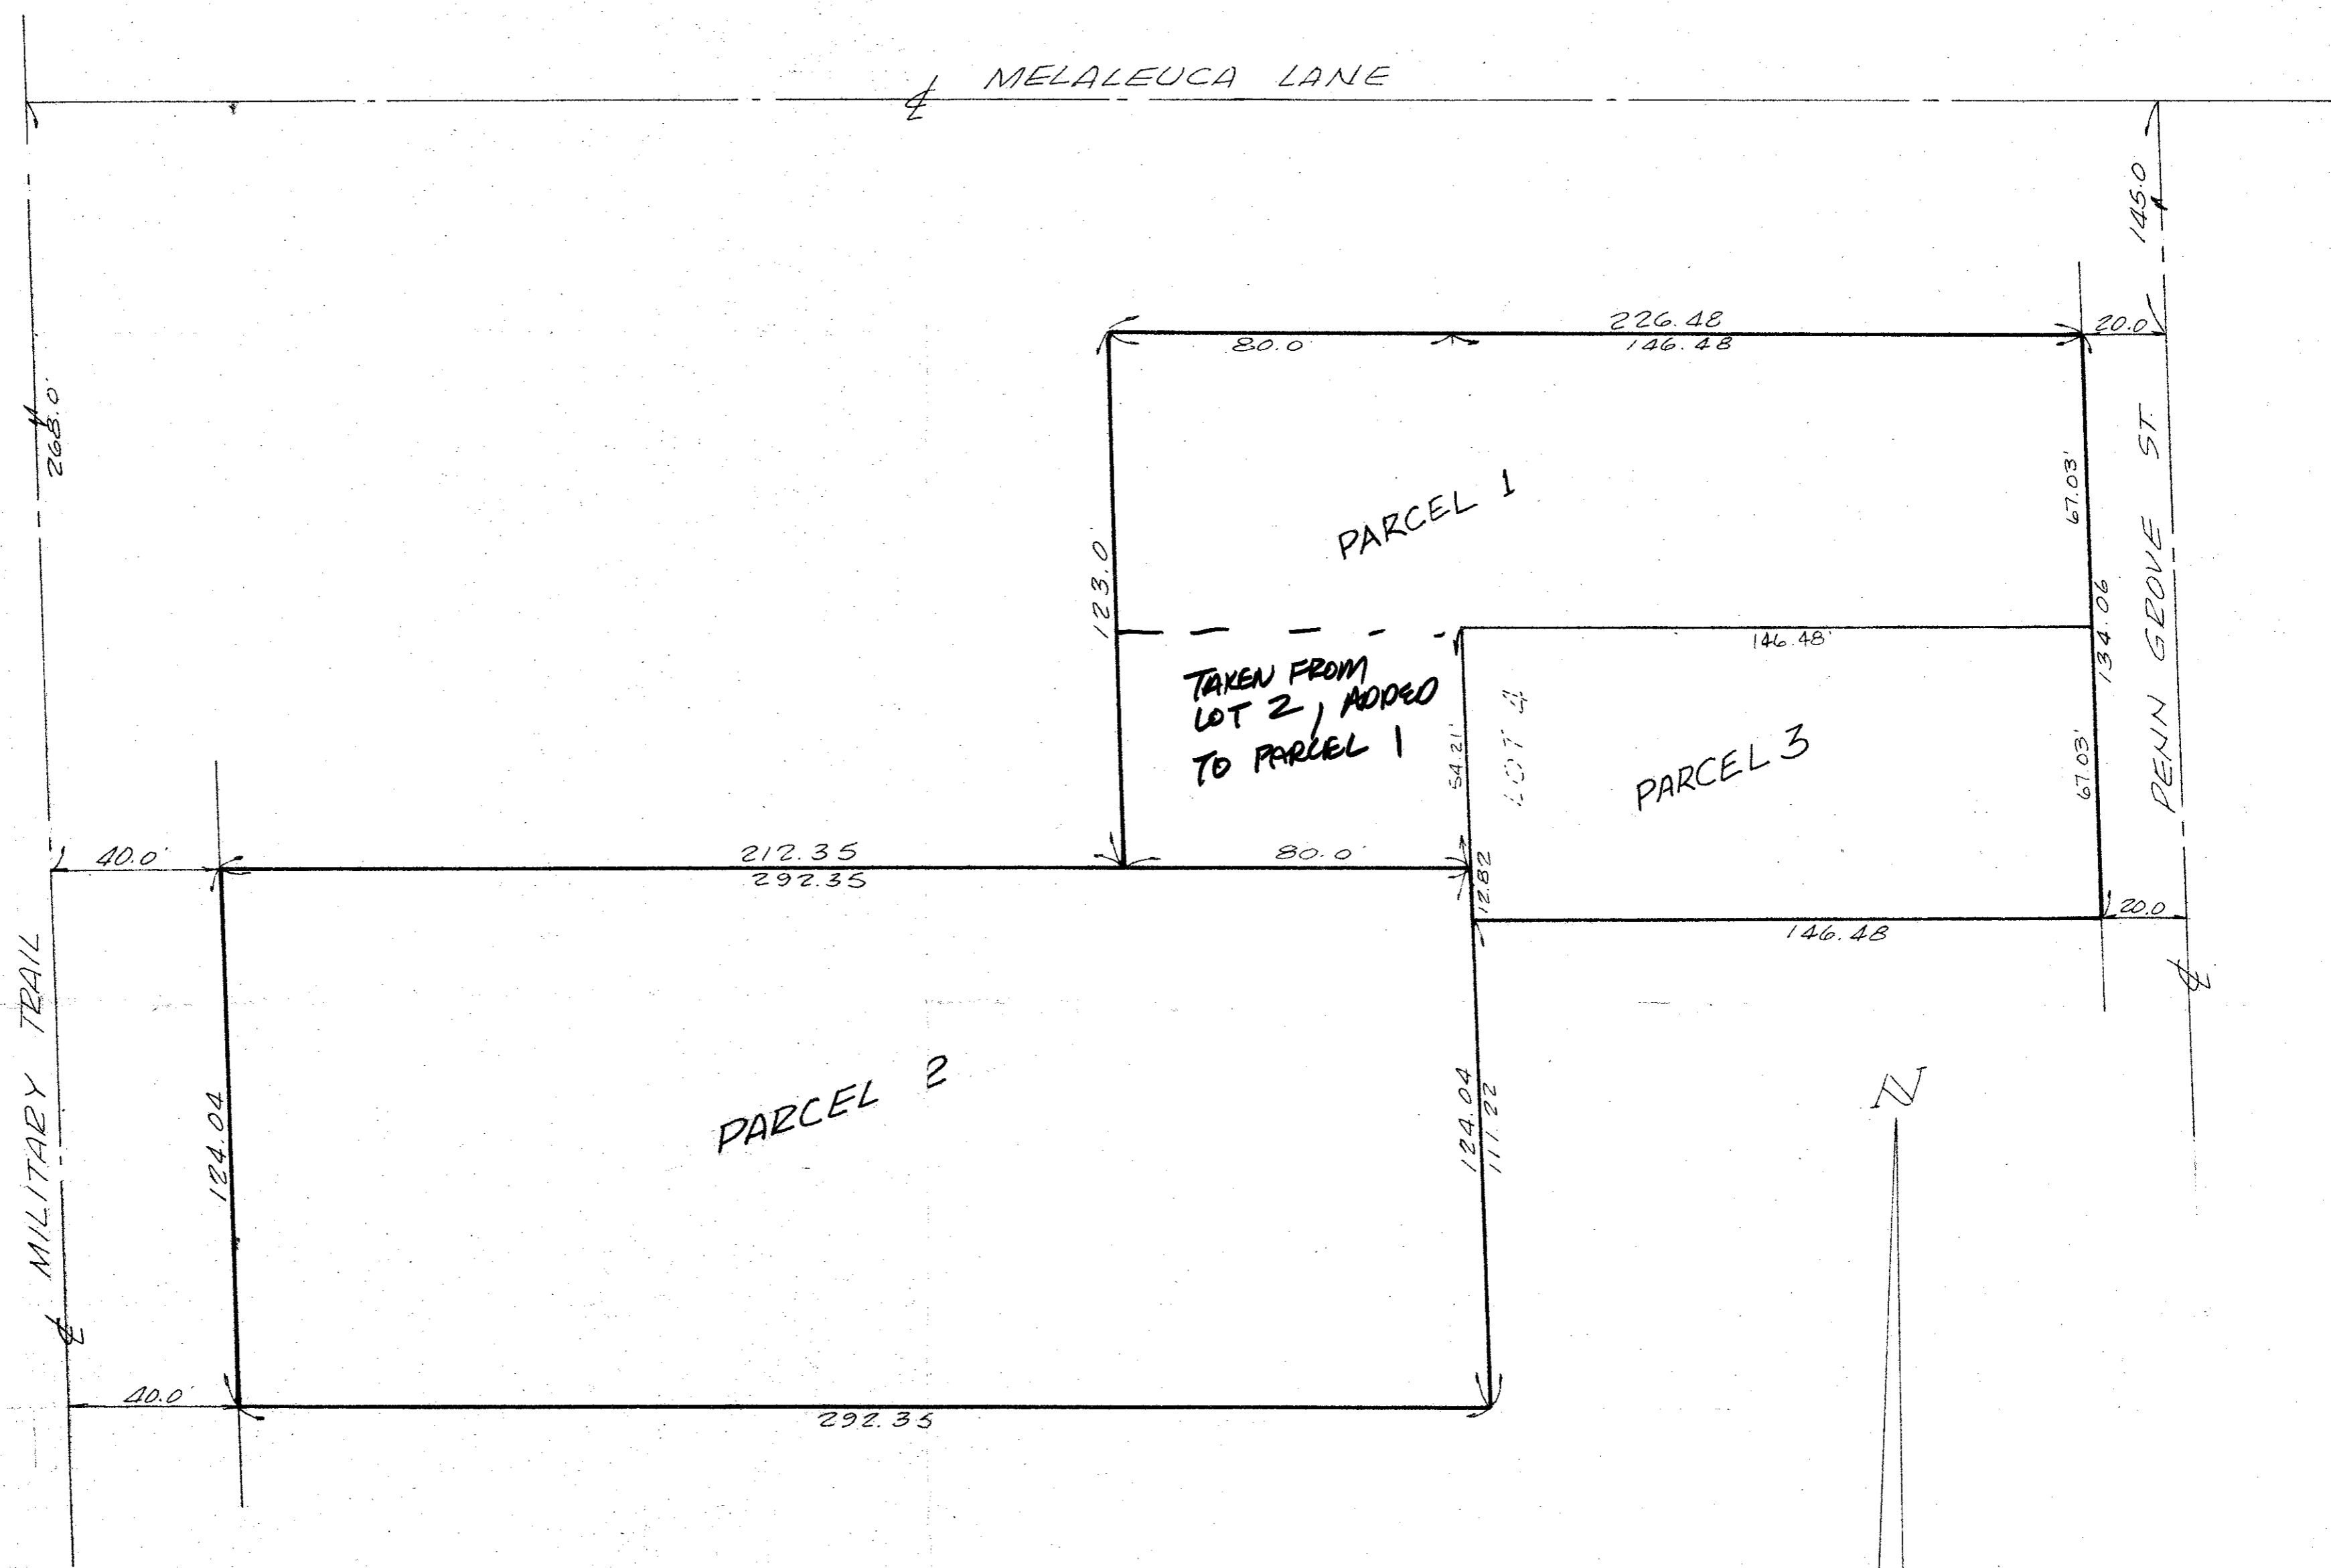 ℄ MELALEUCA LANE
145.0
226.48
20.0
80.0
146.48
268.0'
67.03'
PARCEL 1
123.0
PENN GROVE ST.
134.06
146.48'
TAKEN FROM
LOT 2, ADDED
TO PARCEL 1
54.21'
LOT 4
PARCEL 3
67.03'
40.0'
212.35
80.0'
292.35
12.82
20.0
146.48
℄
MILITARY TRAIL
℄
124.04
PARCEL 2
124.04
111.22
N
40.0'
292.35